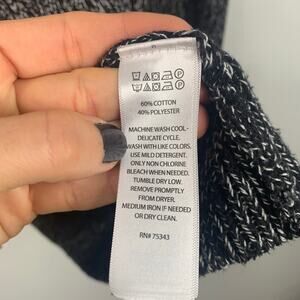 60% COTTON
40% POLYESTER
MACHINE WASH COOL-
DELICATE CYCLE.
WASH WITH LIKE COLORS.
USE MILD DETERGENT.
ONLY NON CHLORINE
BLEACH WHEN NEEDED.
TUMBLE DRY LOW.
REMOVE PROMPTLY
FROM DRYER.
MEDIUM IRON IF NEEDED
OR DRY CLEAN.
RN# 75343